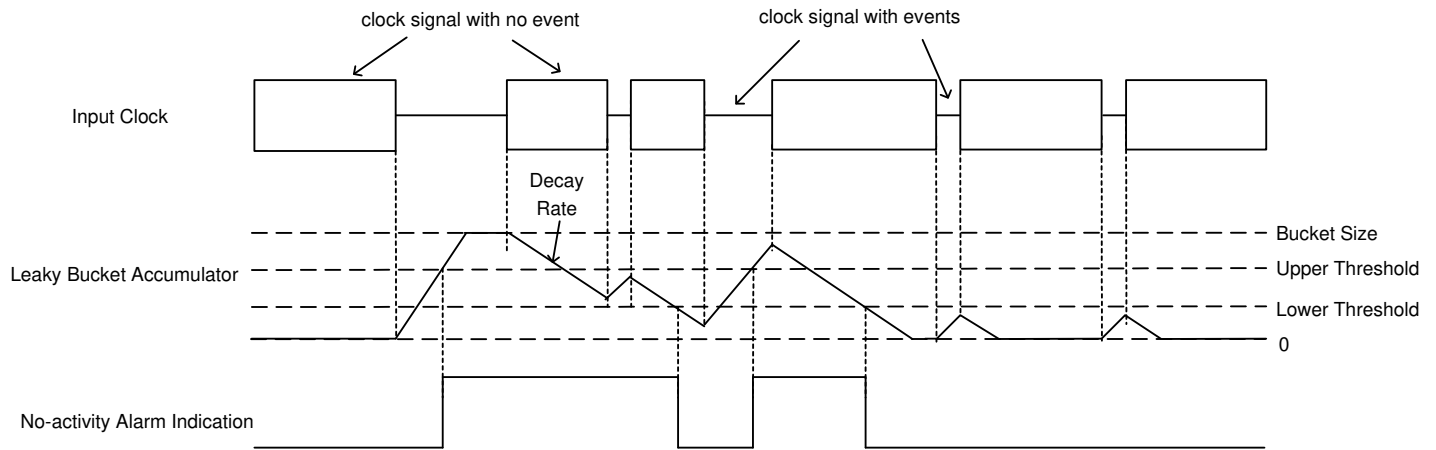 clock signal with no event
clock signal with events
Input Clock
Decay
Rate
Bucket Size
Leaky Bucket Accumulator
Upper Threshold
Lower Threshold
0
No-activity Alarm Indication